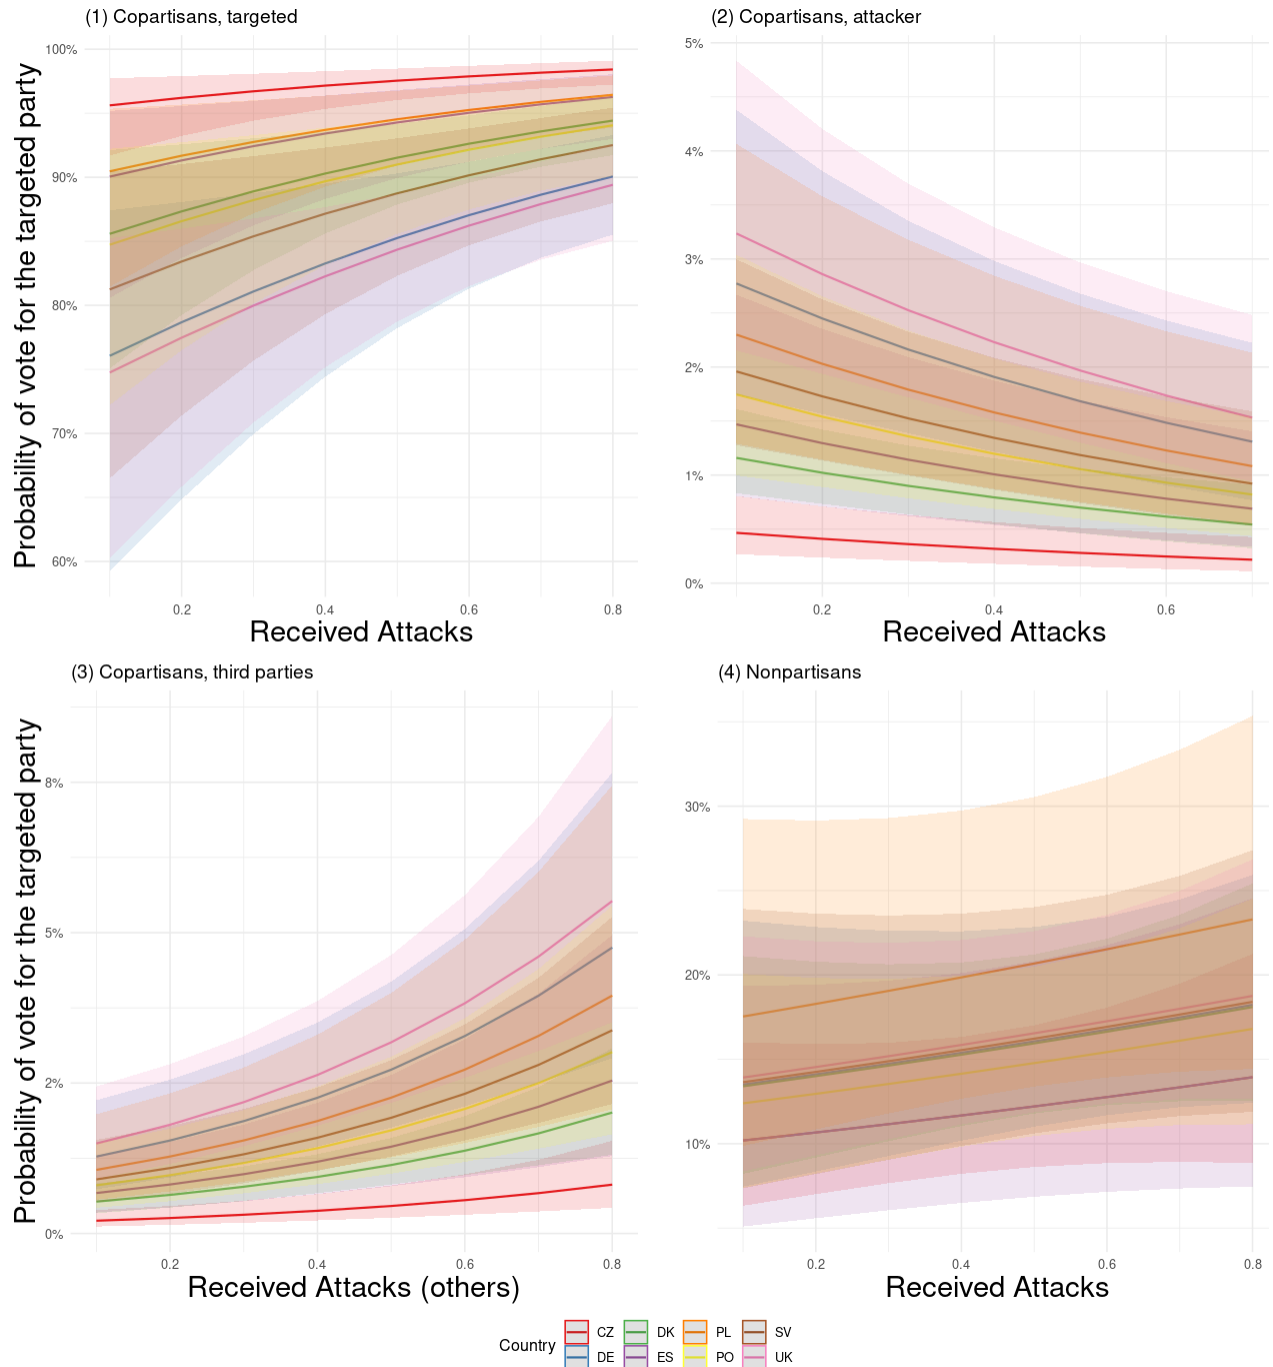 (1) Copartisans, targeted
(2) Copartisans, attacker
Probability of vote for the targeted party
100%
90%
80%
70%
60%
0.2 0.4 0.6 0.8
Received Attacks
5%
4%
3%
2%
1%
0%
0.2 0.4 0.6
Received Attacks
(3) Copartisans, third parties
(4) Nonpartisans
Probability of vote for the targeted party
8%
5%
2%
0%
0.2 0.4 0.6 0.8
Received Attacks (others)
30%
20%
10%
0.2 0.4 0.6 0.8
Received Attacks
Country
CZ DK PL SV
DE ES PO UK